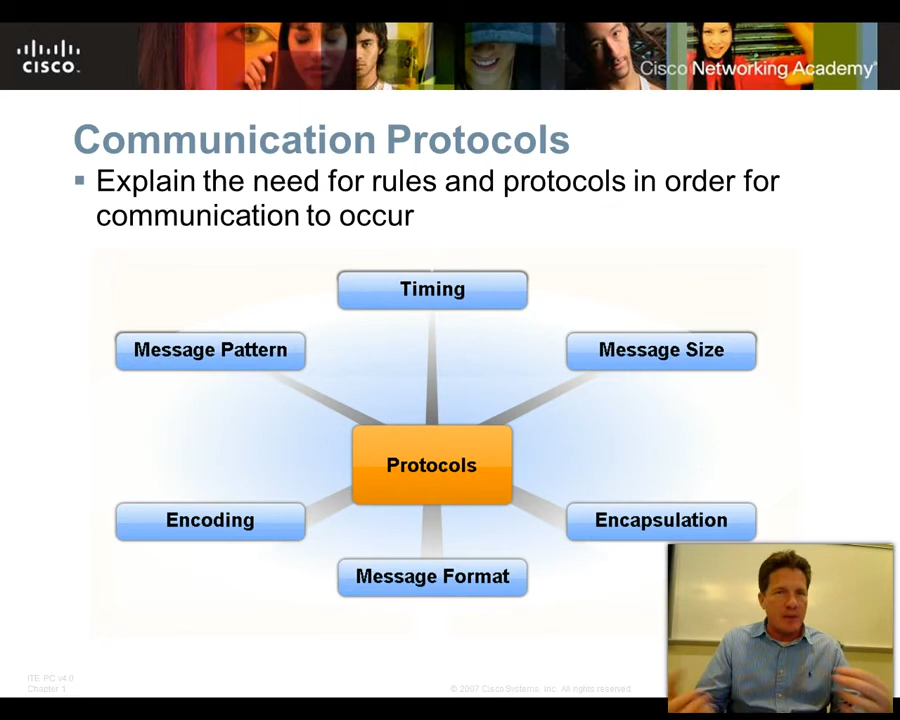 CISCO
Cisco Networking Academy®
Communication Protocols
Explain the need for rules and protocols in order for
communication to occur
Timing
Message Pattern
Message Size
Protocols
Encoding
Encapsulation
Message Format
ITE PC v4.0
Chapter 1
© 2007 Cisco Systems, Inc. All rights reserved.